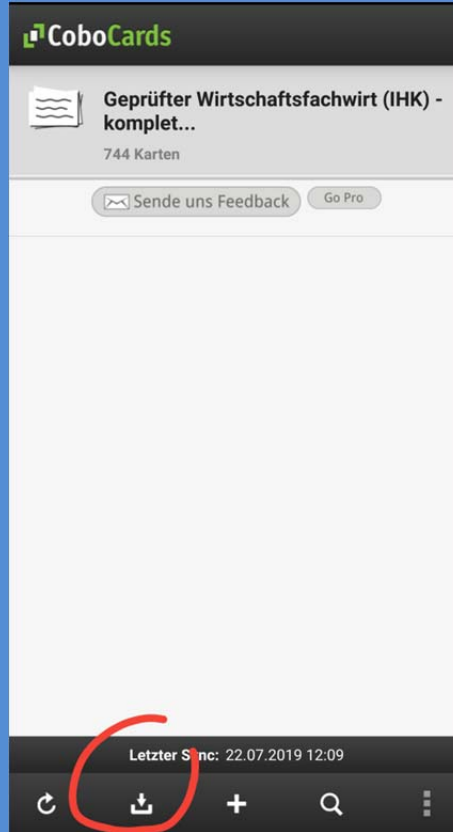 CoboCards
Geprüfter Wirtschaftsfachwirt (IHK) -
komplet...
744 Karten
Sende uns Feedback
Go Pro
Letzter Sync: 22.07.2019 12:09